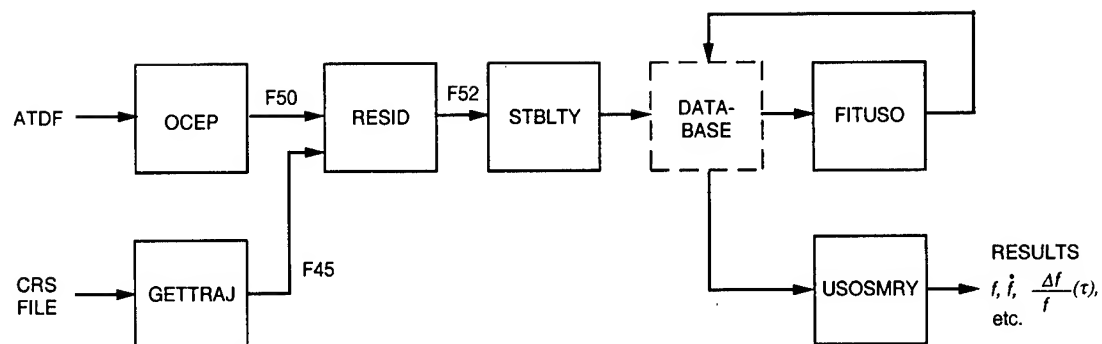 ATDF
OCEP
F50
RESID
F52
STBLTY
DATA-
BASE
FITUSO
CRS
FILE
GETTRAJ
F45
USOSMRY
RESULTS
f, ḟ, Δf/f (τ),
etc.